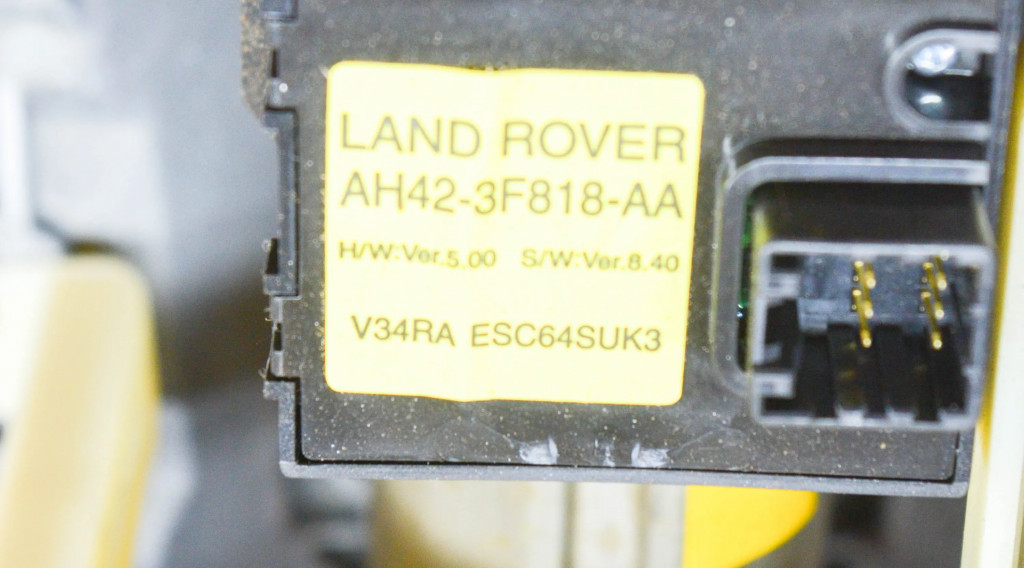 LAND ROVER
AH42-3F818-AA
H/W:Ver.5.00 S/W:Ver.8.40
V34RA ESC64SUK3